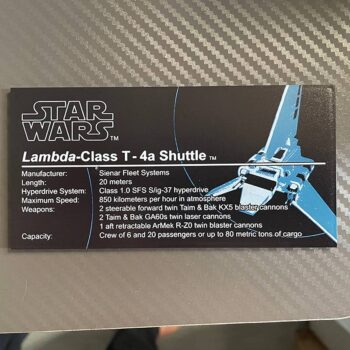 STAR
WARS™
Lambda-Class T - 4a Shuttle ™
Manufacturer: Sienar Fleet Systems
Length: 20 meters
Hyperdrive System: Class 1.0 SFS S/ig-37 hyperdrive
Maximum Speed: 850 kilometers per hour in atmosphere
Weapons: 2 steerable forward twin Taim & Bak KX5 blaster cannons
2 Taim & Bak GA60s twin laser cannons
1 aft retractable ArMek R-Z0 twin blaster cannons
Capacity: Crew of 6 and 20 passengers or up to 80 metric tons of cargo